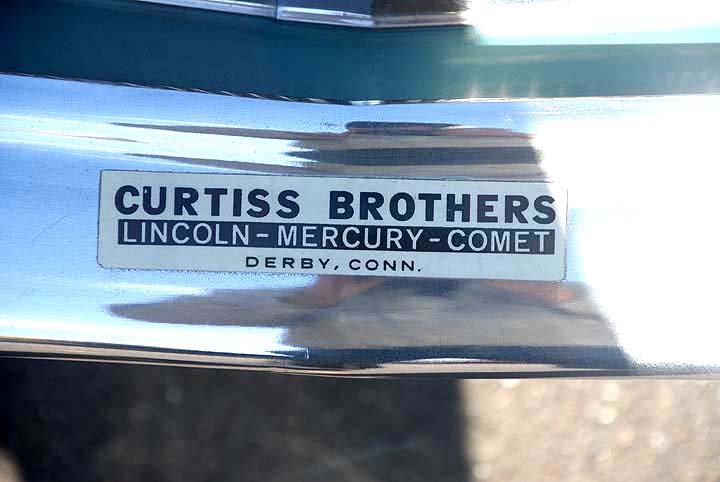 CURTISS BROTHERS
LINCOLN-MERCURY-COMET
DERBY, CONN.